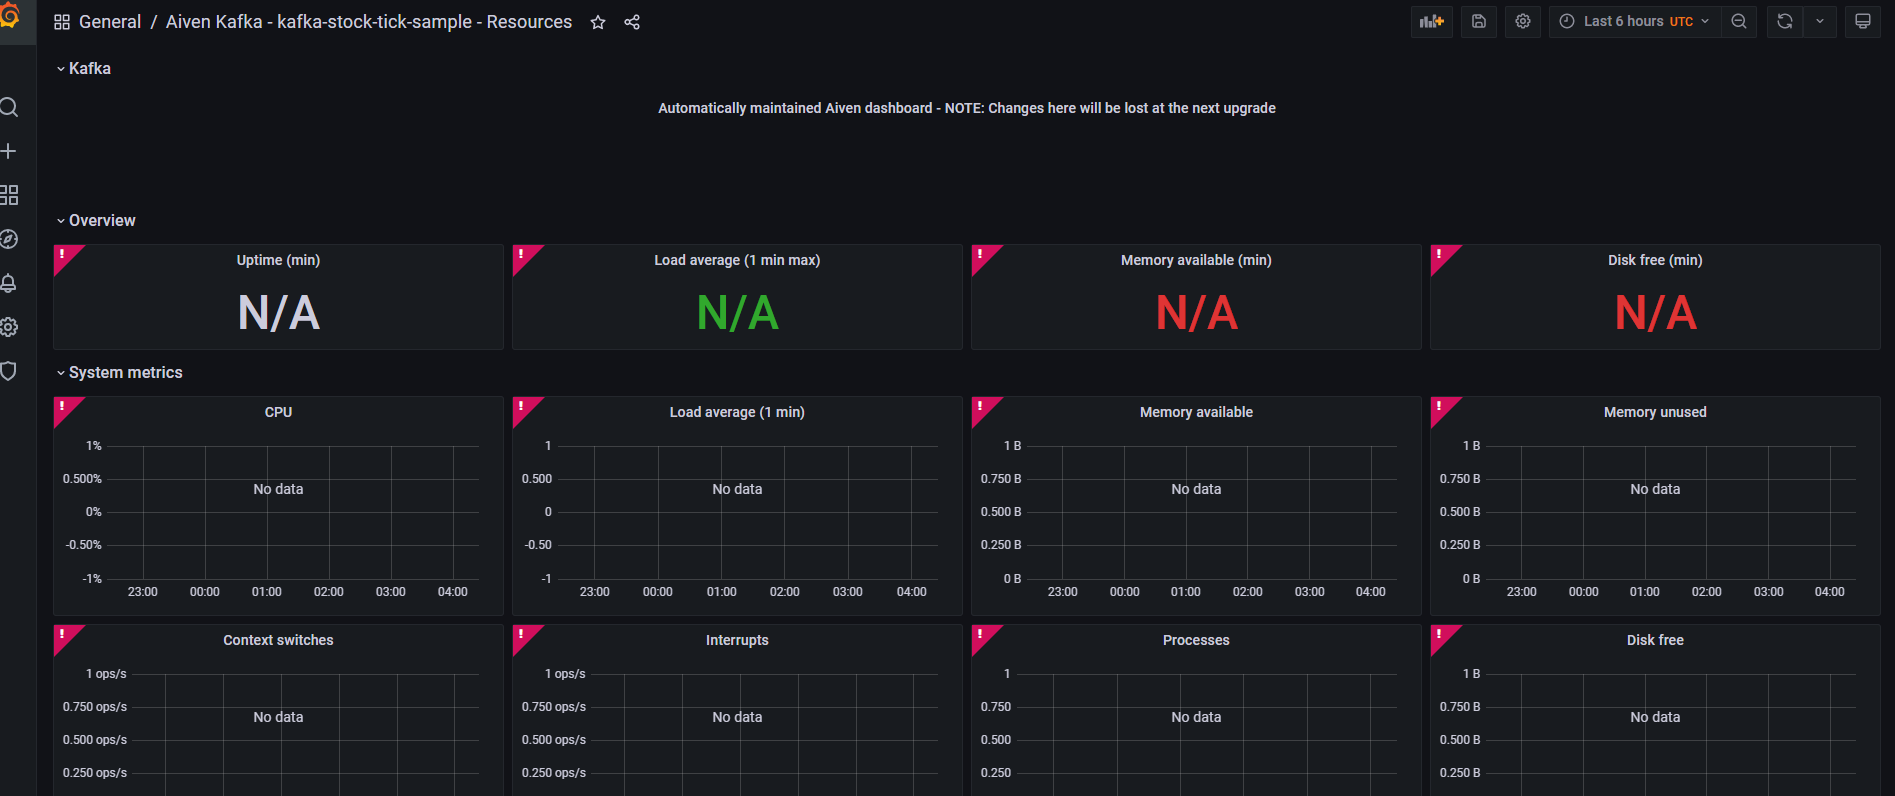 General / Aiven Kafka - kafka-stock-tick-sample - Resources
Last 6 hours UTC
Kafka
Automatically maintained Aiven dashboard - NOTE: Changes here will be lost at the next upgrade
Overview
! Uptime (min)
N/A
! Load average (1 min max)
N/A
! Memory available (min)
N/A
! Disk free (min)
N/A
System metrics
! CPU
1%
0.500%
0%
-0.50%
-1%
No data
23:00 00:00 01:00 02:00 03:00 04:00
! Load average (1 min)
1
0.500
0
-0.50
-1
No data
23:00 00:00 01:00 02:00 03:00 04:00
! Memory available
1 B
0.750 B
0.500 B
0.250 B
0 B
No data
23:00 00:00 01:00 02:00 03:00 04:00
! Memory unused
1 B
0.750 B
0.500 B
0.250 B
0 B
No data
23:00 00:00 01:00 02:00 03:00 04:00
! Context switches
1 ops/s
0.750 ops/s
0.500 ops/s
0.250 ops/s
No data
! Interrupts
1 ops/s
0.750 ops/s
0.500 ops/s
0.250 ops/s
No data
! Processes
1
0.750
0.500
0.250
No data
! Disk free
1 B
0.750 B
0.500 B
0.250 B
No data